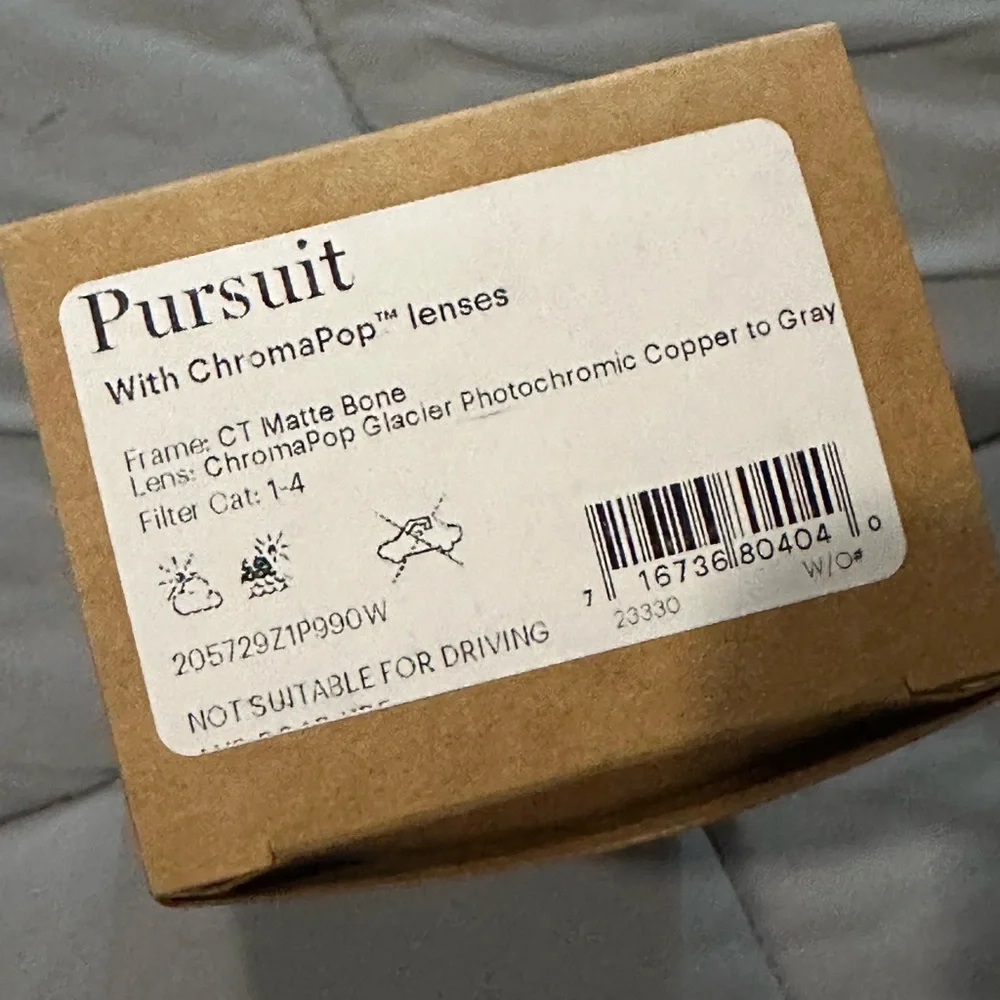 Pursuit
With ChromaPop™ lenses
Frame: CT Matte Bone
Lens: ChromaPop Glacier Photochromic Copper to Gray
Filter Cat: 1-4
7 16736 80404 0
23330 W/O#
205729Z1P990W
NOT SUITABLE FOR DRIVING